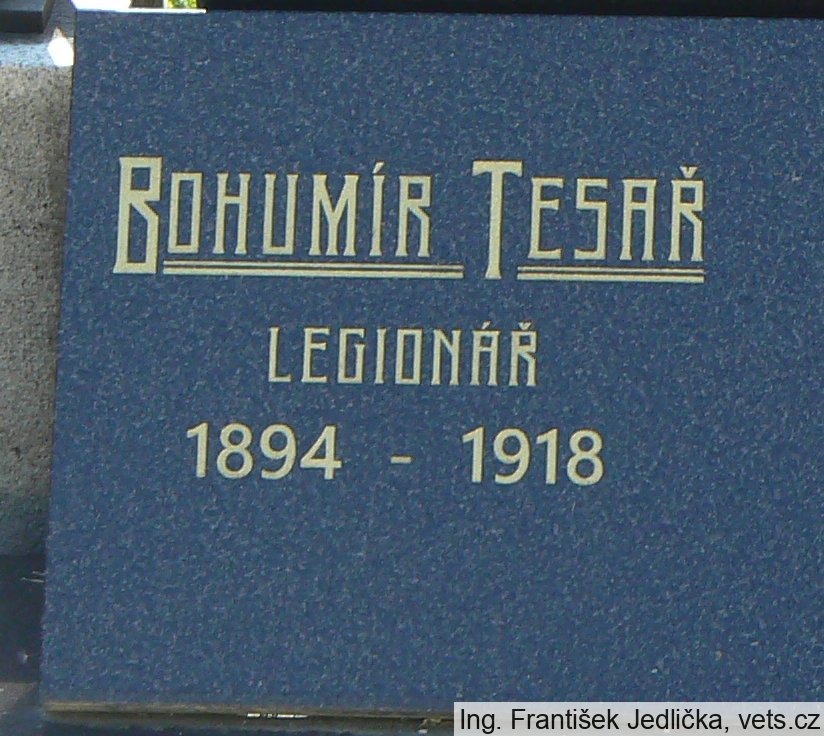 BOHUMÍR TESAŘ
LEGIONÁŘ
1894 - 1918
Ing. František Jedlička, vets.cz